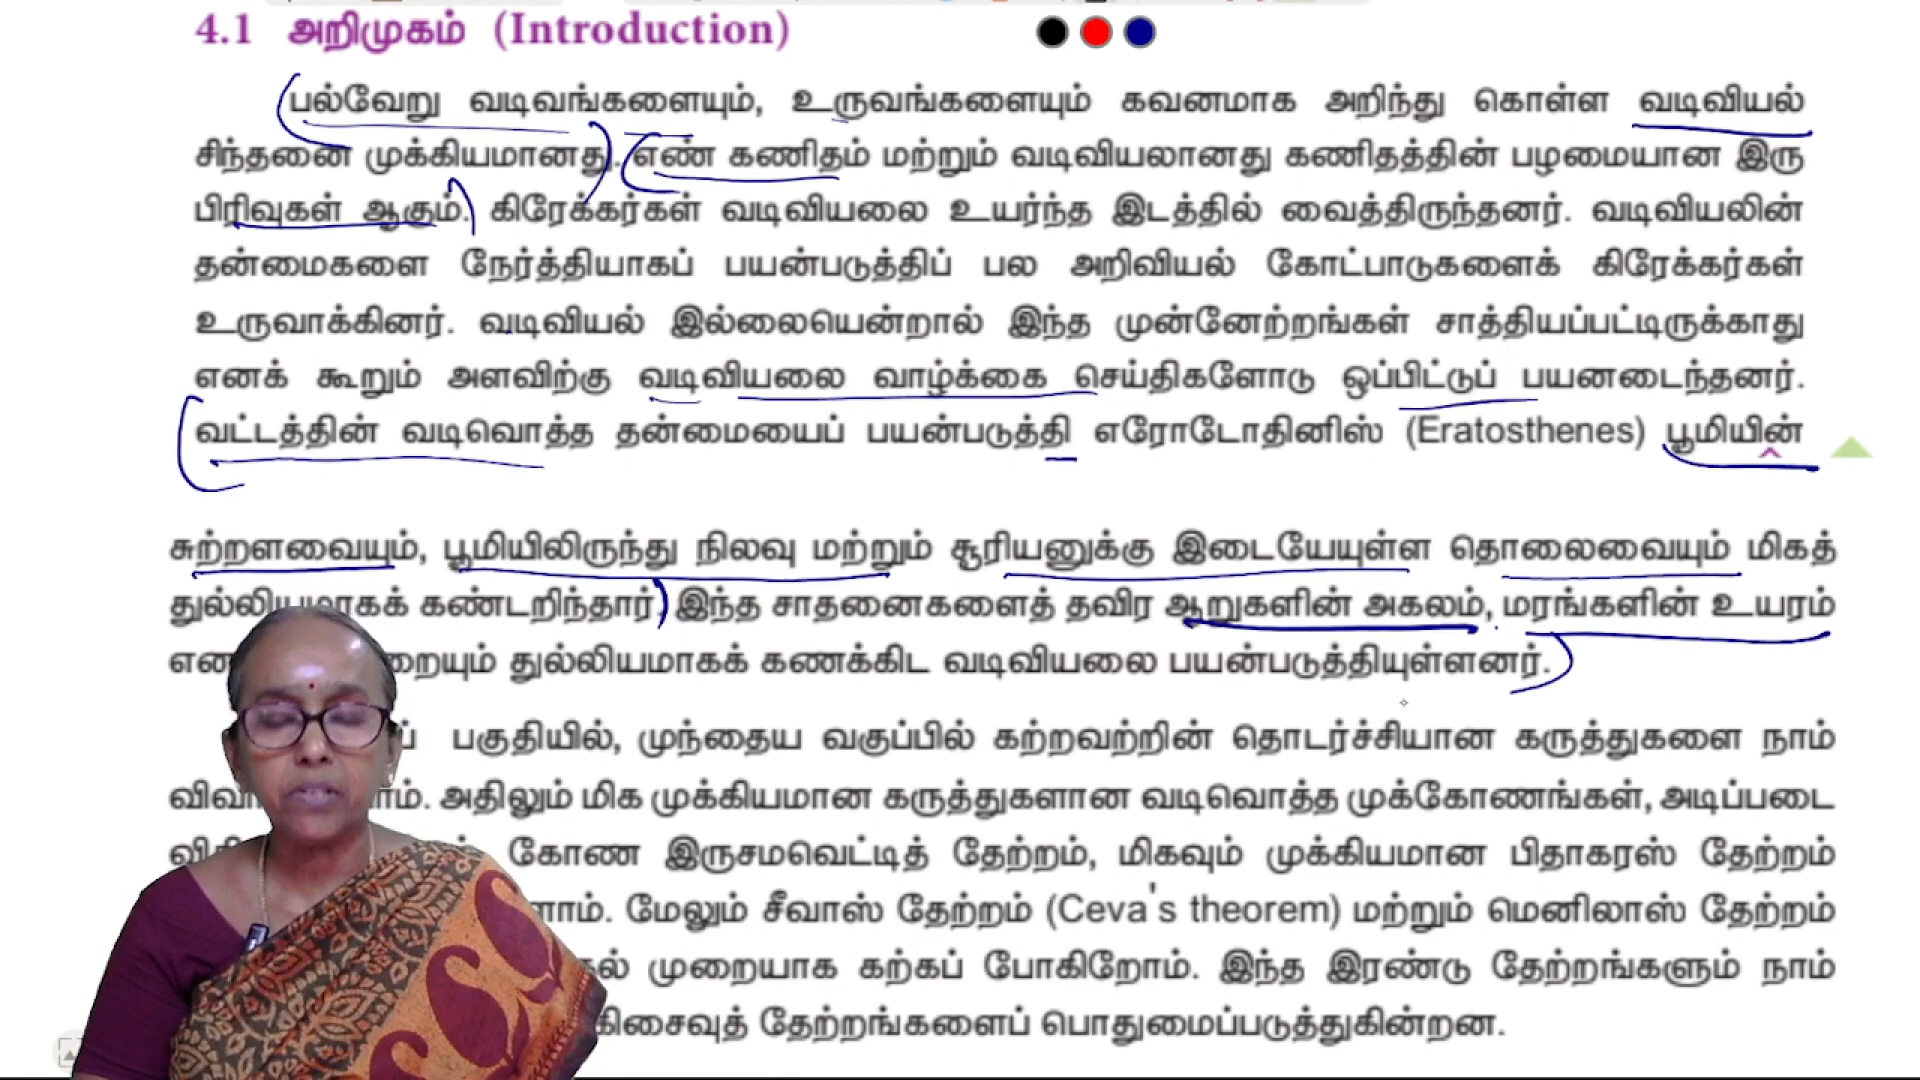 4.1 அறிமுகம் (Introduction)
பல்வேறு வடிவங்களையும், உருவங்களையும் கவனமாக அறிந்து கொள்ள வடிவியல்
சிந்தனை முக்கியமானது. எண் கணிதம் மற்றும் வடிவியலானது கணிதத்தின் பழமையான இரு
பிரிவுகள் ஆகும். கிரேக்கர்கள் வடிவியலை உயர்ந்த இடத்தில் வைத்திருந்தனர். வடிவியலின்
தன்மைகளை நேர்த்தியாகப் பயன்படுத்திப் பல அறிவியல் கோட்பாடுகளைக் கிரேக்கர்கள்
உருவாக்கினர். வடிவியல் இல்லையென்றால் இந்த முன்னேற்றங்கள் சாத்தியப்பட்டிருக்காது
எனக் கூறும் அளவிற்கு வடிவியலை வாழ்க்கை செய்திகளோடு ஒப்பிட்டுப் பயனடைந்தனர்.
வட்டத்தின் வடிவொத்த தன்மையைப் பயன்படுத்தி எரோடோதினிஸ் (Eratosthenes) பூமியின்
சுற்றளவையும், பூமியிலிருந்து நிலவு மற்றும் சூரியனுக்கு இடையேயுள்ள தொலைவையும் மிகத்
துல்லியமாகக் கண்டறிந்தார். இந்த சாதனைகளைத் தவிர ஆறுகளின் அகலம், மரங்களின் உயரம்
துல்லியமாகக் கணக்கிட வடிவியலை பயன்படுத்தியுள்ளனர்.
பகுதியில், முந்தைய வகுப்பில் கற்றவற்றின் தொடர்ச்சியான கருத்துகளை நாம்
அதிலும் மிக முக்கியமான கருத்துகளான வடிவொத்த முக்கோணங்கள், அடிப்படை
கோண இருசமவெட்டித் தேற்றம், மிகவும் முக்கியமான பிதாகரஸ் தேற்றம்
மேலும் சீவாஸ் தேற்றம் (Ceva's theorem) மற்றும் மெனிலாஸ் தேற்றம்
முறையாக கற்கப் போகிறோம். இந்த இரண்டு தேற்றங்களும் நாம்
தேற்றங்களைப் பொதுமைப்படுத்துகின்றன.